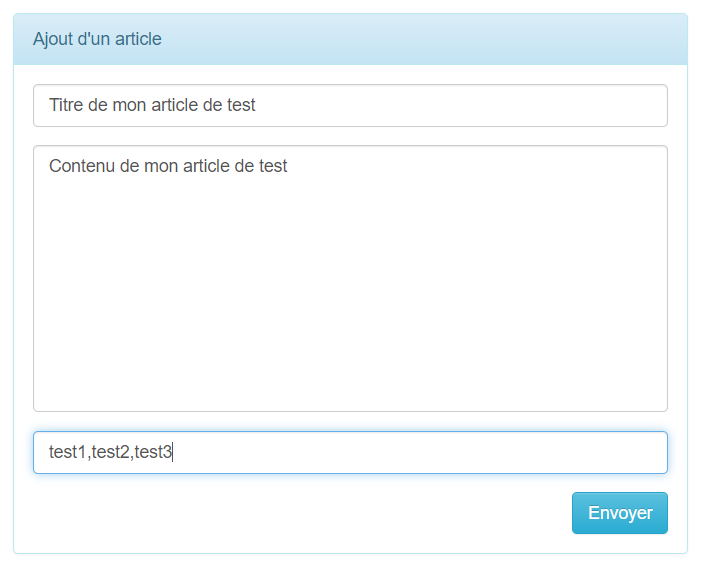 Ajout d'un article
Titre de mon article de test
Contenu de mon article de test
test1,test2,test3
Envoyer